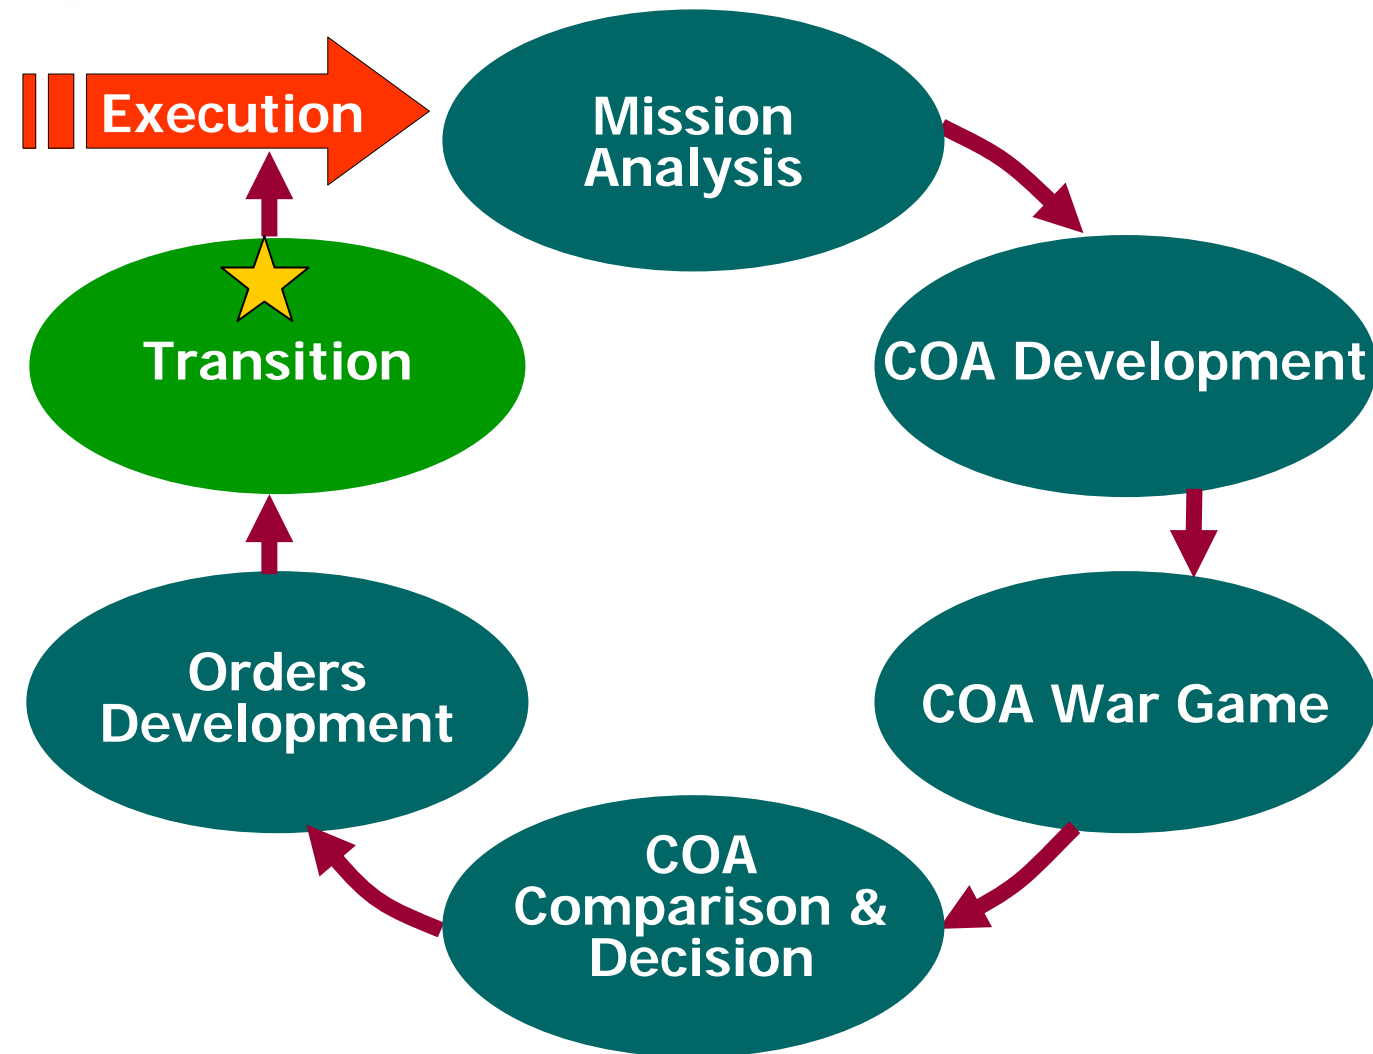 Execution
Mission
Analysis
COA Development
COA War Game
COA
Comparison &
Decision
Orders
Development
Transition